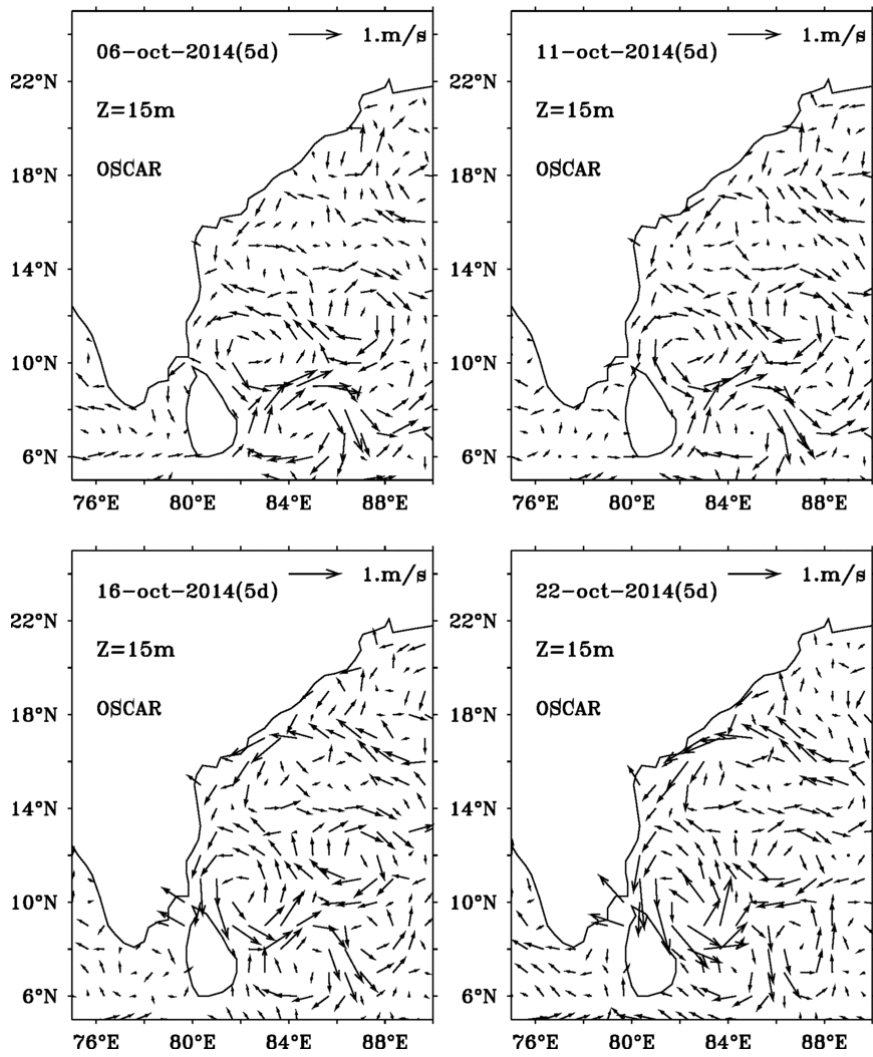 06-oct-2014(5d) 1.m/s
22°N
Z=15m
18°N
OSCAR
14°N
10°N
6°N
76°E 80°E 84°E 88°E
11-oct-2014(5d) 1.m/s
22°N
Z=15m
18°N
OSCAR
14°N
10°N
6°N
76°E 80°E 84°E 88°E
16-oct-2014(5d) 1.m/s
22°N
Z=15m
18°N
OSCAR
14°N
10°N
6°N
76°E 80°E 84°E 88°E
22-oct-2014(5d) 1.m/s
22°N
Z=15m
18°N
OSCAR
14°N
10°N
6°N
76°E 80°E 84°E 88°E